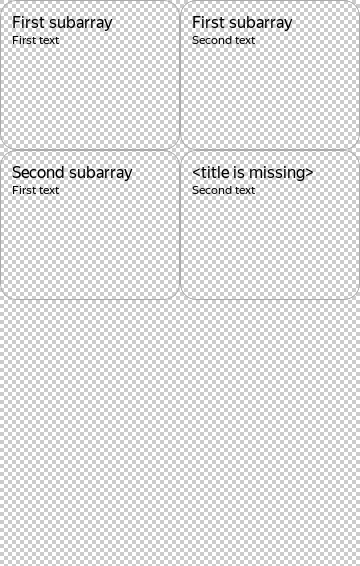 First subarray
First text
First subarray
Second text
Second subarray
First text
<title is missing>
Second text